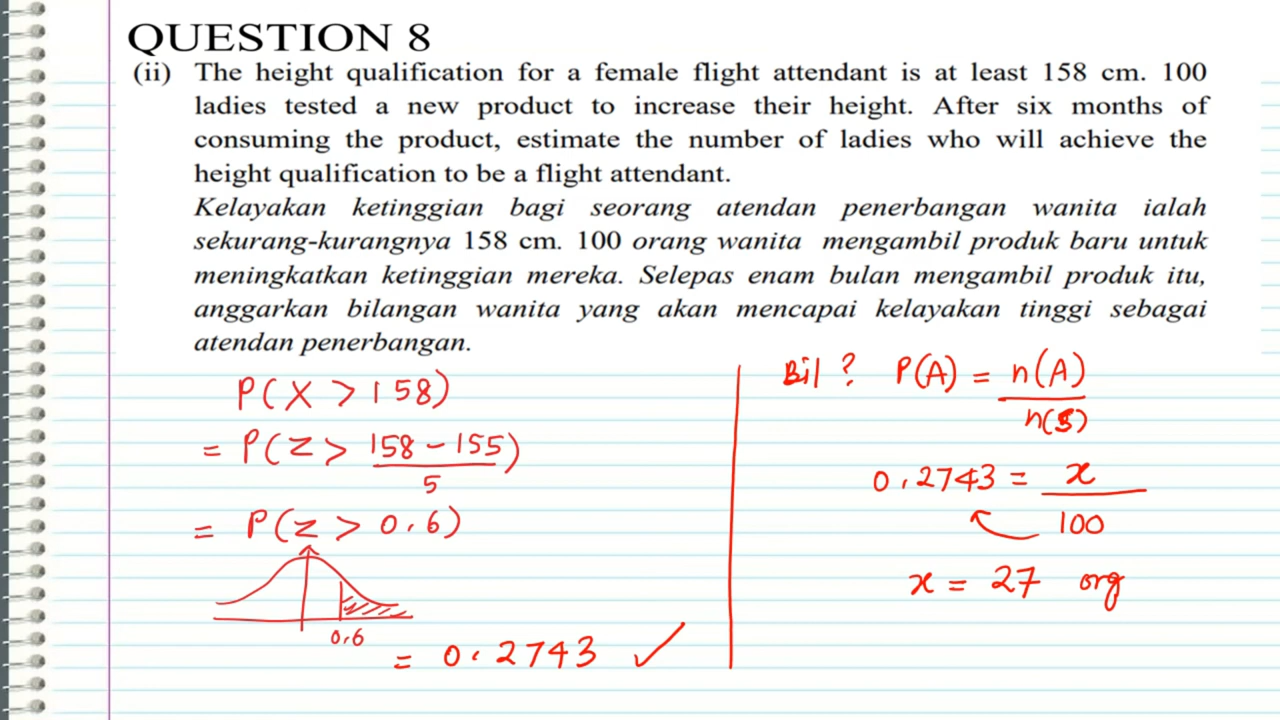 QUESTION 8
(ii) The height qualification for a female flight attendant is at least 158 cm. 100
ladies tested a new product to increase their height. After six months of
consuming the product, estimate the number of ladies who will achieve the
height qualification to be a flight attendant.
Kelayakan ketinggian bagi seorang atendan penerbangan wanita ialah
sekurang-kurangnya 158 cm. 100 orang wanita mengambil produk baru untuk
meningkatkan ketinggian mereka. Selepas enam bulan mengambil produk itu,
anggarkan bilangan wanita yang akan mencapai kelayakan tinggi sebagai
atendan penerbangan.
P(X > 158)
= P(Z > 158 - 155)
5
= P(Z > 0.6)
0.6
= 0.2743 ✓
Bil ? P(A) = n(A)
n(S)
0.2743 = x
100
x = 27 org